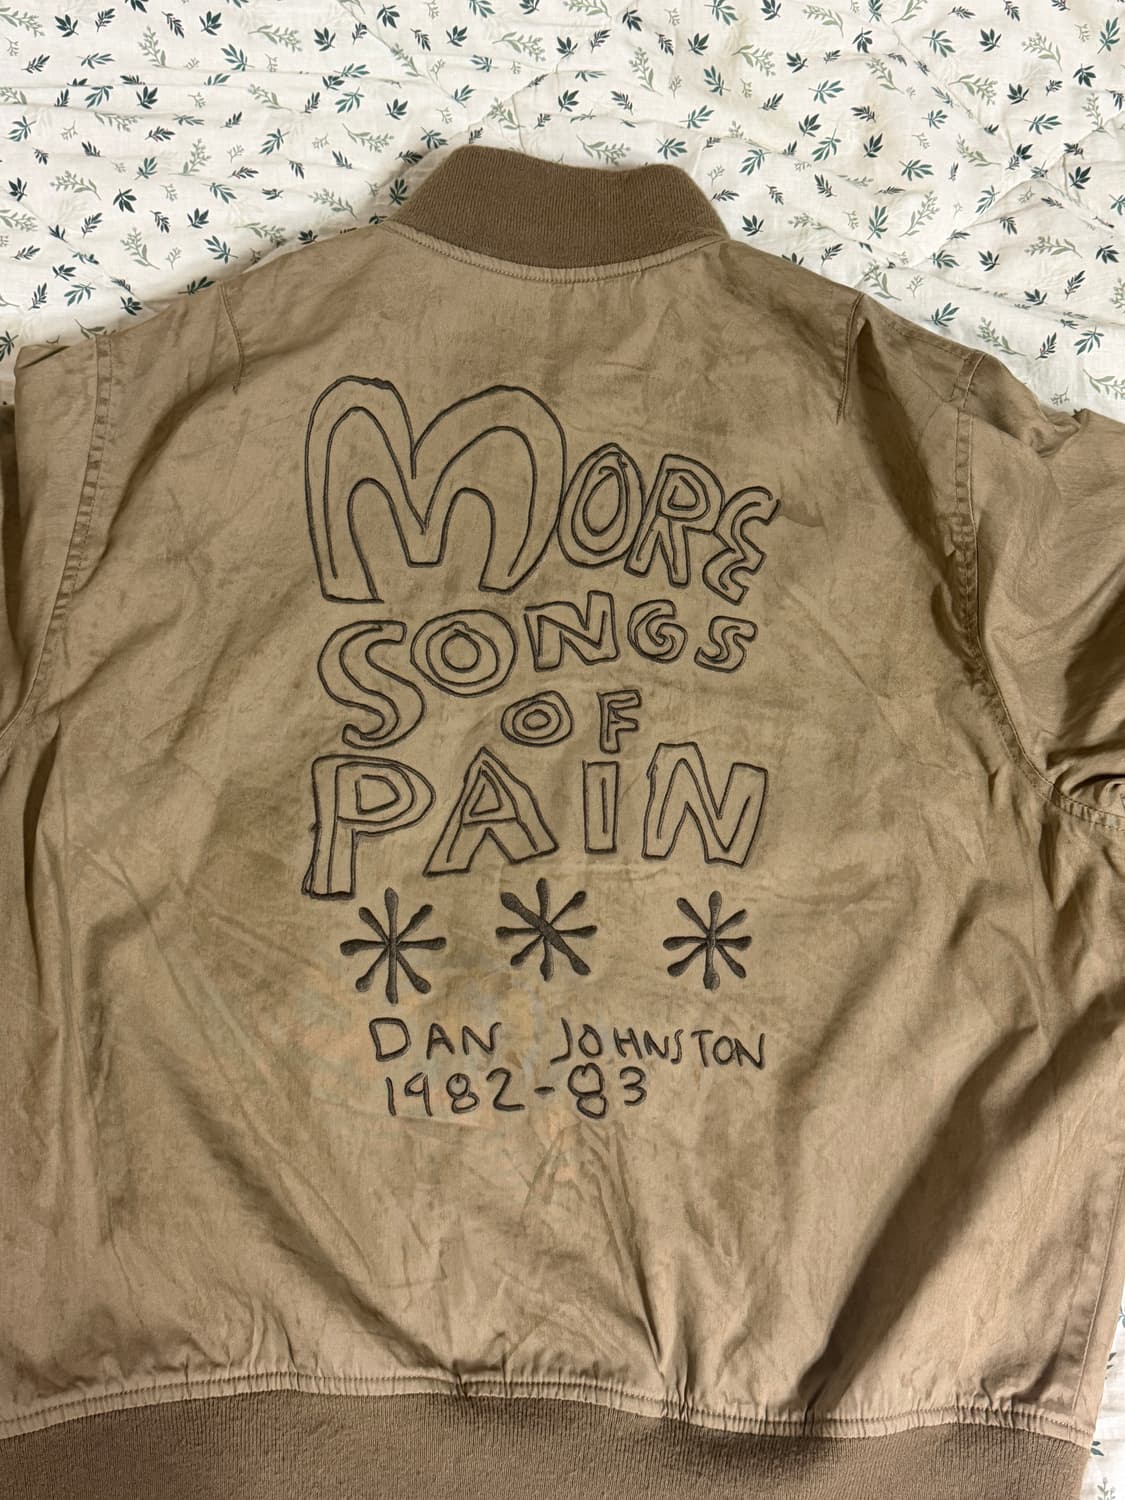 MORE
SONGS
OF
PAIN
* * *
DAN JOHNSTON
1982-83